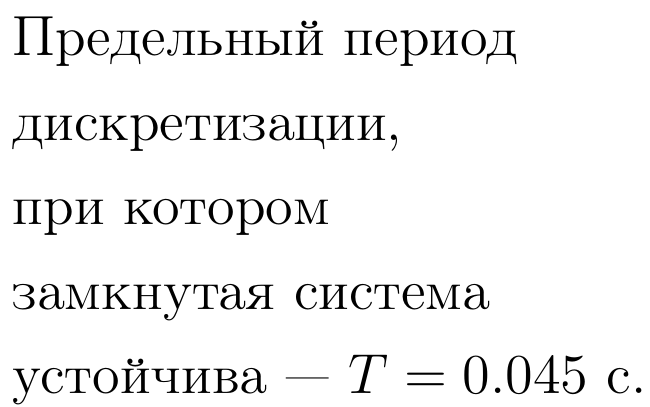 Предельный период
дискретизации,
при котором
замкнутая система
устойчива — T = 0.045 с.